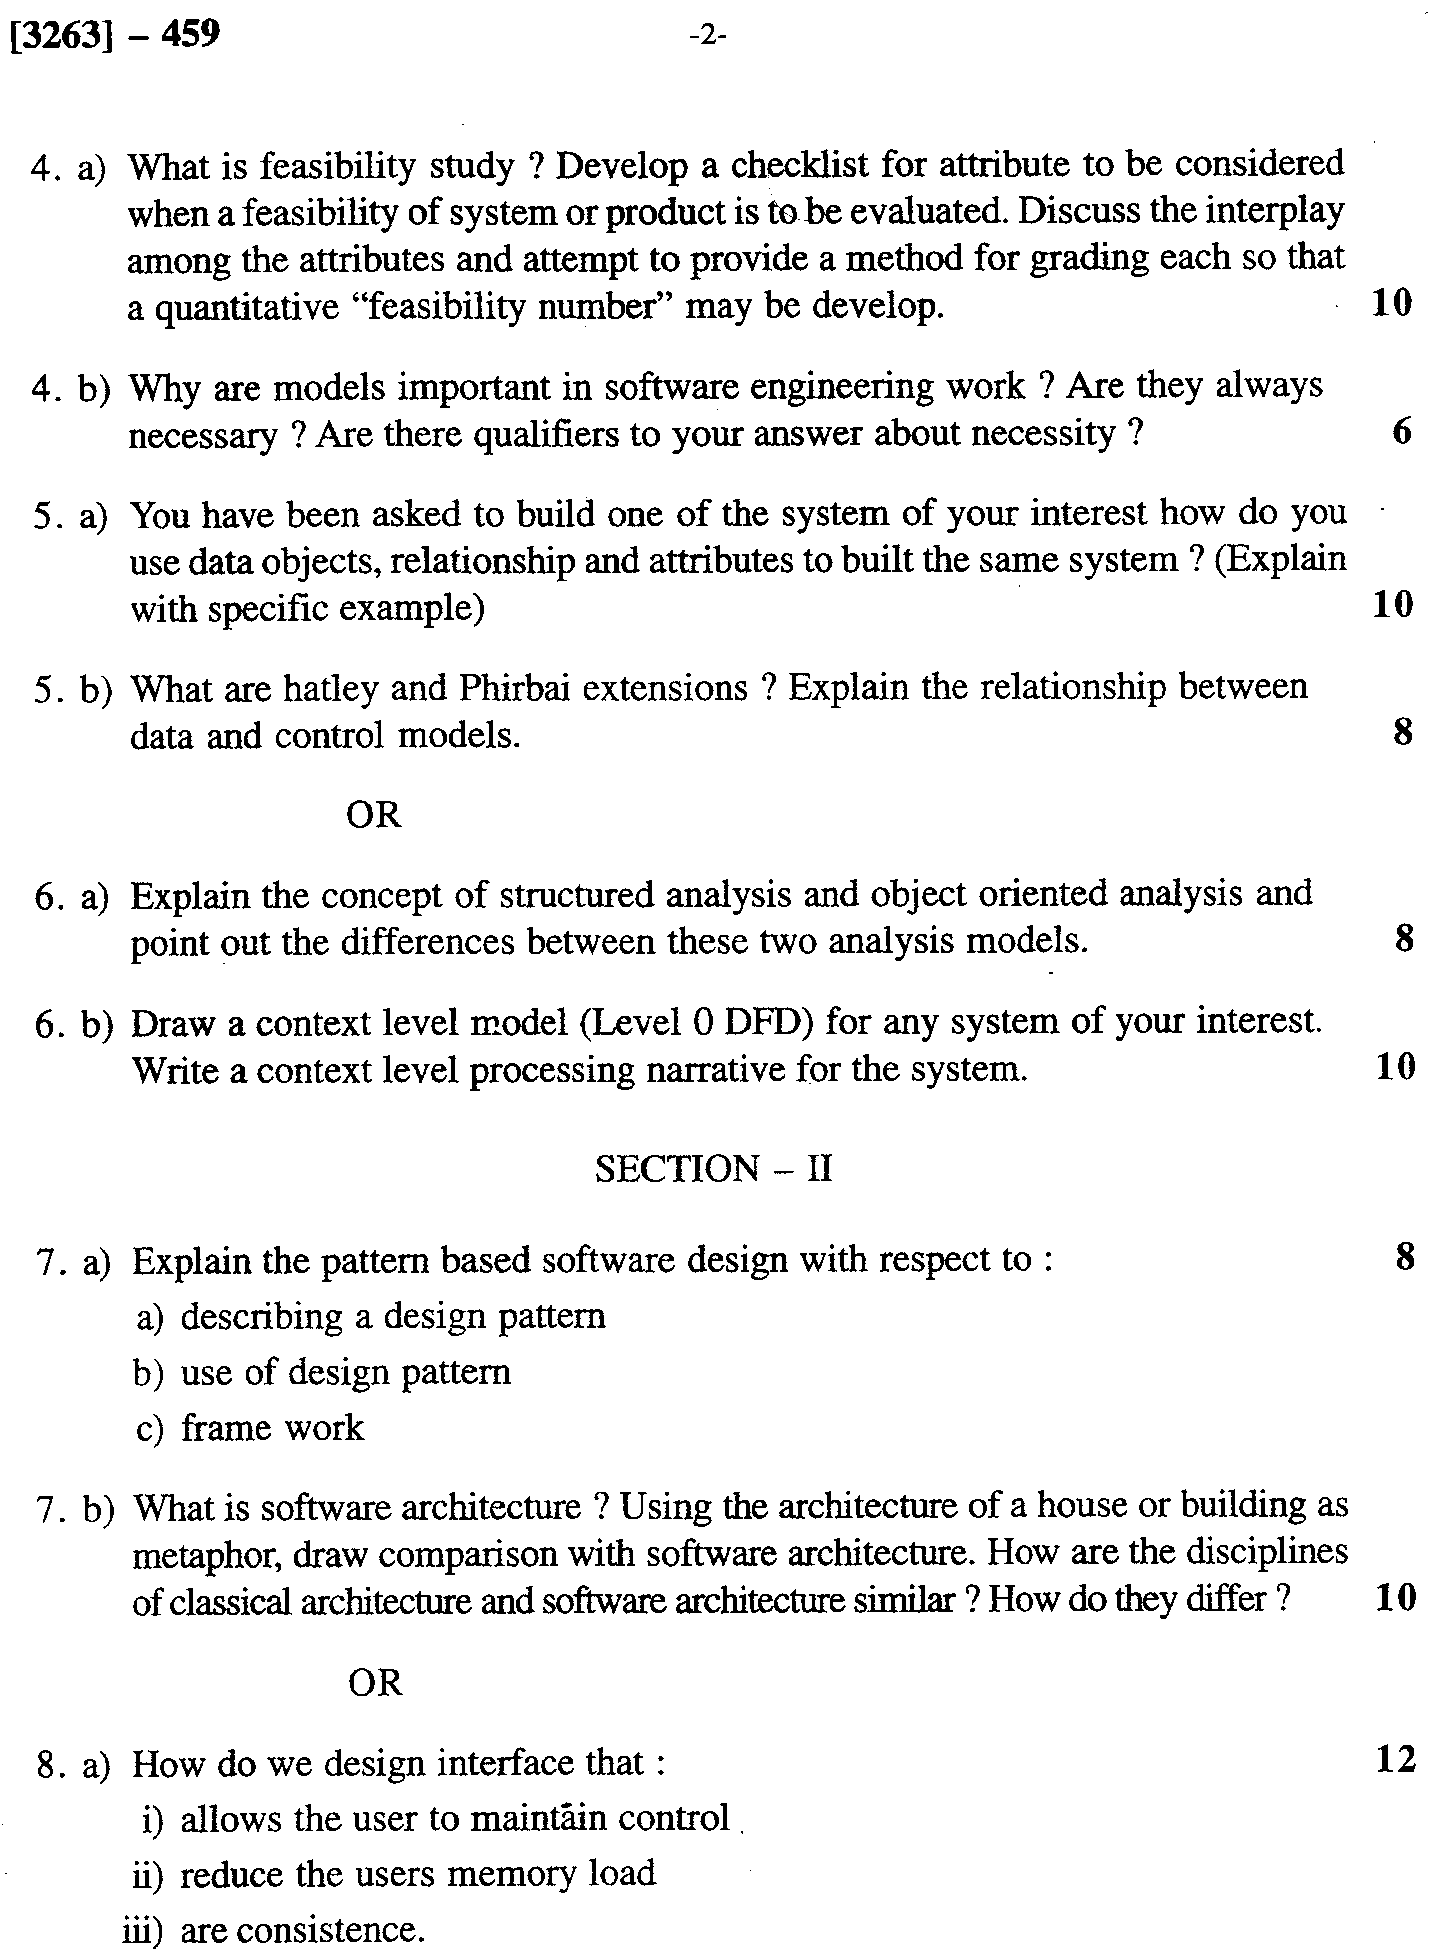 [3263] – 459 -2-
4. a) What is feasibility study ? Develop a checklist for attribute to be considered
when a feasibility of system or product is to be evaluated. Discuss the interplay
among the attributes and attempt to provide a method for grading each so that
a quantitative “feasibility number” may be develop. 10
4. b) Why are models important in software engineering work ? Are they always
necessary ? Are there qualifiers to your answer about necessity ? 6
5. a) You have been asked to build one of the system of your interest how do you
use data objects, relationship and attributes to built the same system ? (Explain
with specific example) 10
5. b) What are hatley and Phirbai extensions ? Explain the relationship between
data and control models. 8
OR
6. a) Explain the concept of structured analysis and object oriented analysis and
point out the differences between these two analysis models. 8
6. b) Draw a context level model (Level 0 DFD) for any system of your interest.
Write a context level processing narrative for the system. 10
SECTION – II
7. a) Explain the pattern based software design with respect to : 8
a) describing a design pattern
b) use of design pattern
c) frame work
7. b) What is software architecture ? Using the architecture of a house or building as
metaphor, draw comparison with software architecture. How are the disciplines
of classical architecture and software architecture similar ? How do they differ ? 10
OR
8. a) How do we design interface that : 12
i) allows the user to maintain control
ii) reduce the users memory load
iii) are consistence.